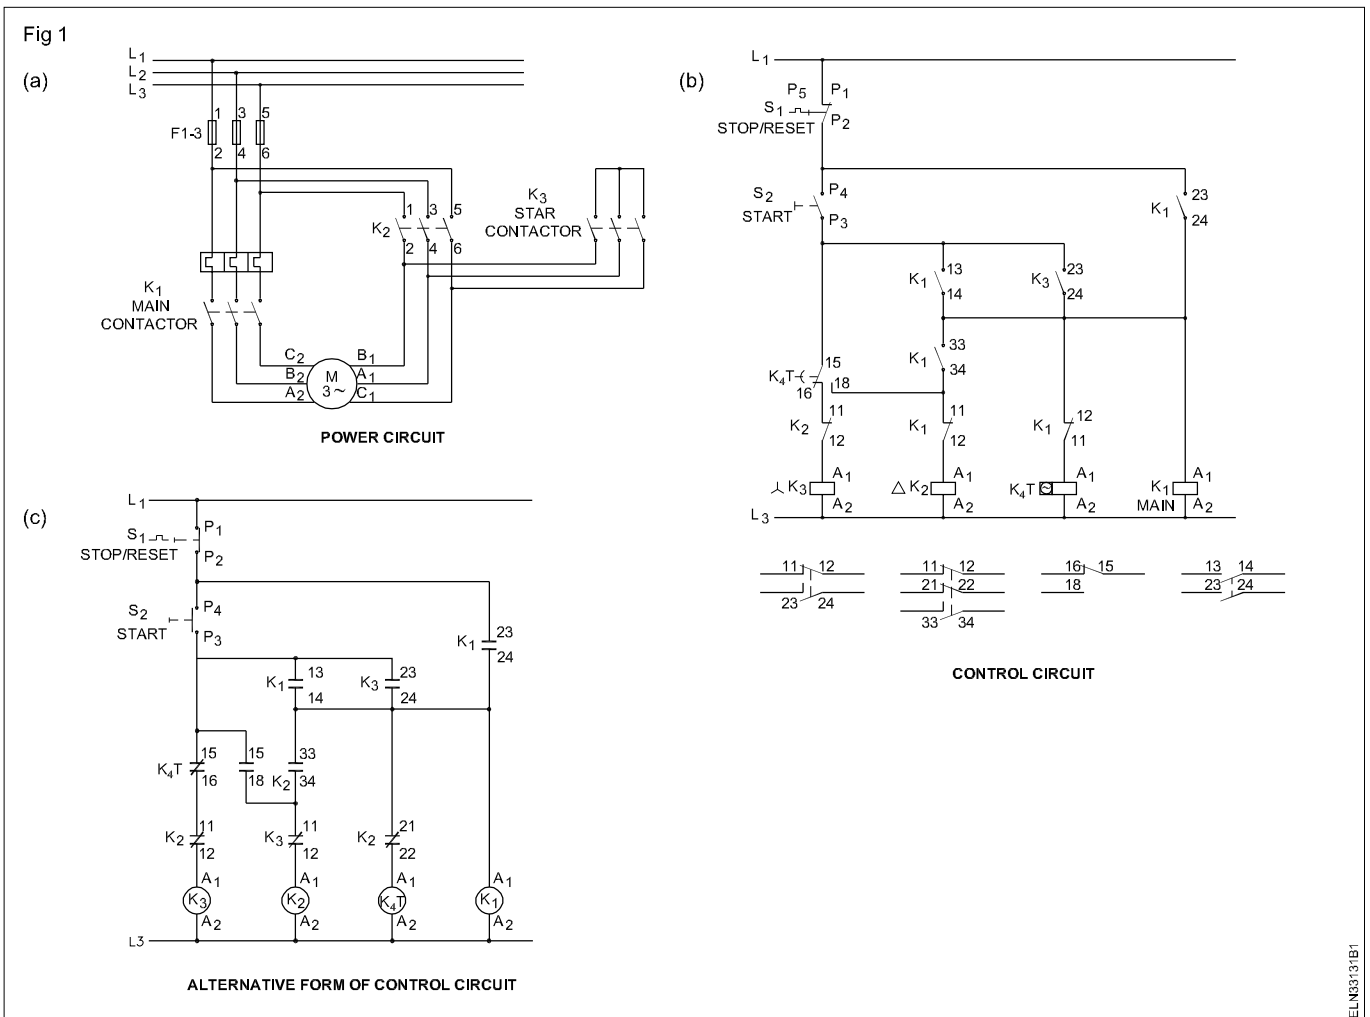 Fig 1
(a)
L1
L2
L3
1 3 5
F1-3
2 4 6
K3
STAR
CONTACTOR
1 3 5
K2
2 4 6
K1
MAIN
CONTACTOR
C2 B1
B2 M A1
3~
A2 C1
POWER CIRCUIT
(b)
L1
P5 P1
S1
STOP/RESET
P2
S2
START
P4
P3
K1
23
24
K1
13
14
K3
23
24
K1
33
34
K4T
15
16
18
K2
11
12
K1
11
12
K1
12
11
K3
A1
A2
△ K2
A1
A2
K4T
A1
A2
K1
MAIN
A1
A2
L3
11 12
23 24
11 12
21 22
33 34
16 15
18
13 14
23 24
CONTROL CIRCUIT
(c)
L1
S1
STOP/RESET
P1
P2
S2
START
P4
P3
K1
23
24
K1
13
14
K3
23
24
K4T
15
16
15
18
K2
33
34
K2
11
12
K3
11
12
K2
21
22
A1
K3
A2
A1
K2
A2
A1
K4T
A2
A1
K1
A2
L3
ALTERNATIVE FORM OF CONTROL CIRCUIT
ELN33131B1